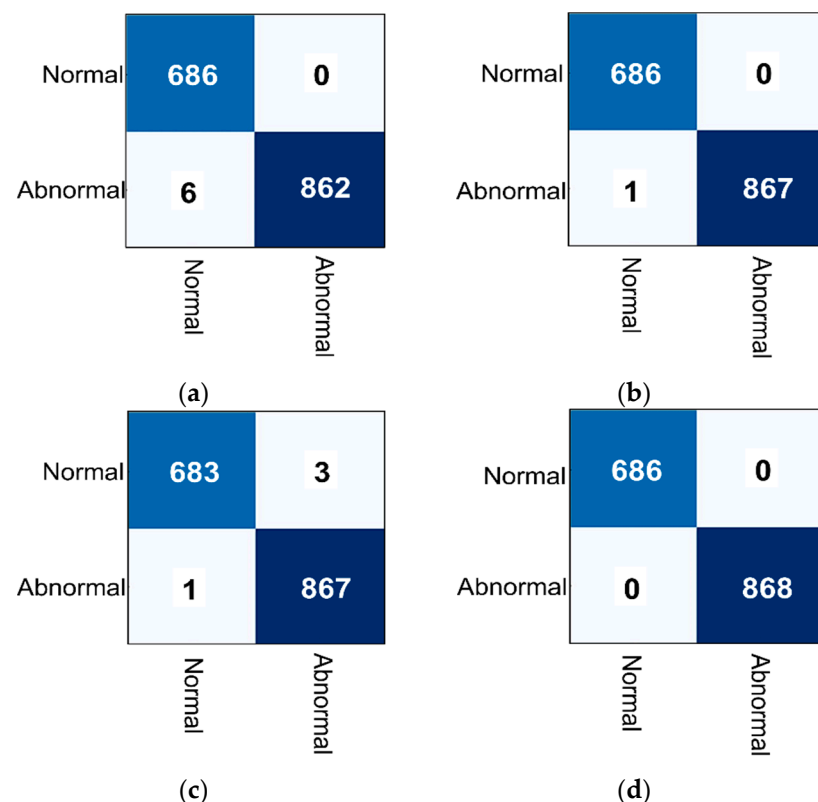 Normal 686 0
Abnormal 6 862
Normal Abnormal
(a)
Normal 686 0
Abnormal 1 867
Normal Abnormal
(b)
Normal 683 3
Abnormal 1 867
Normal Abnormal
(c)
Normal 686 0
Abnormal 0 868
Normal Abnormal
(d)